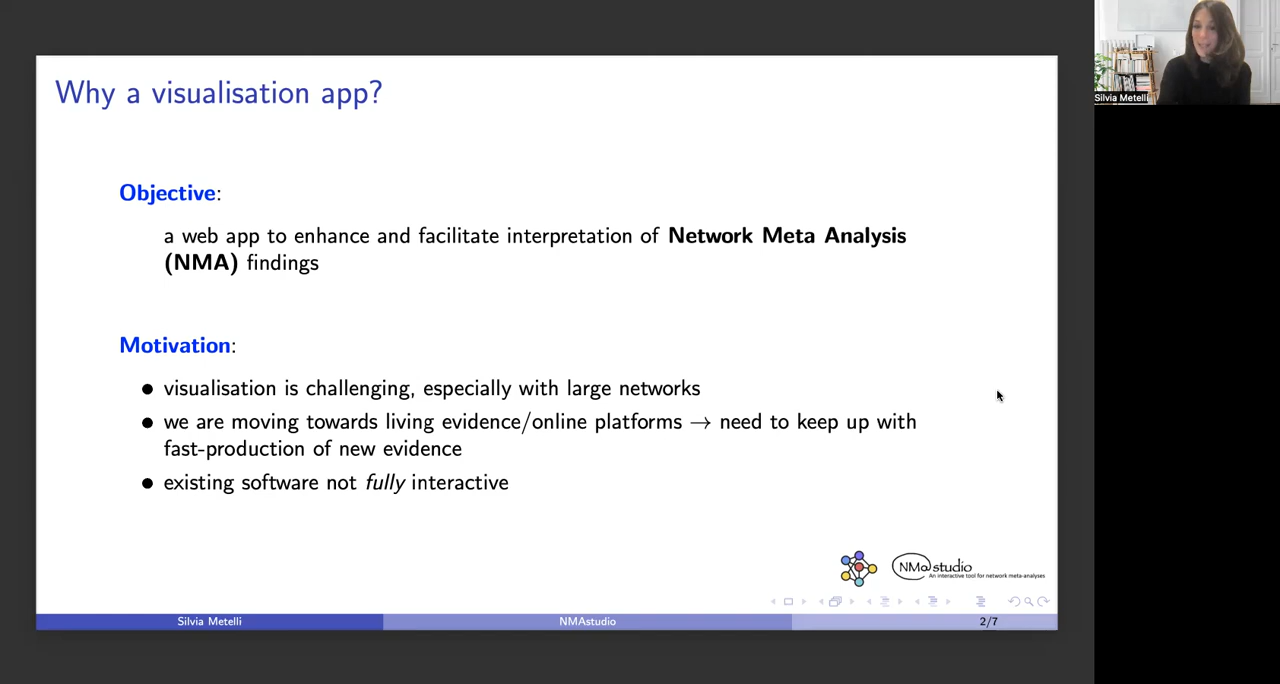 Why a visualisation app?
Silvia Metelli
Objective:
a web app to enhance and facilitate interpretation of Network Meta Analysis
(NMA) findings
Motivation:
● visualisation is challenging, especially with large networks
● we are moving towards living evidence/online platforms → need to keep up with
fast-production of new evidence
● existing software not fully interactive
NM@studio
An interactive tool for network meta-analyses
Silvia Metelli
NMAstudio
2/7